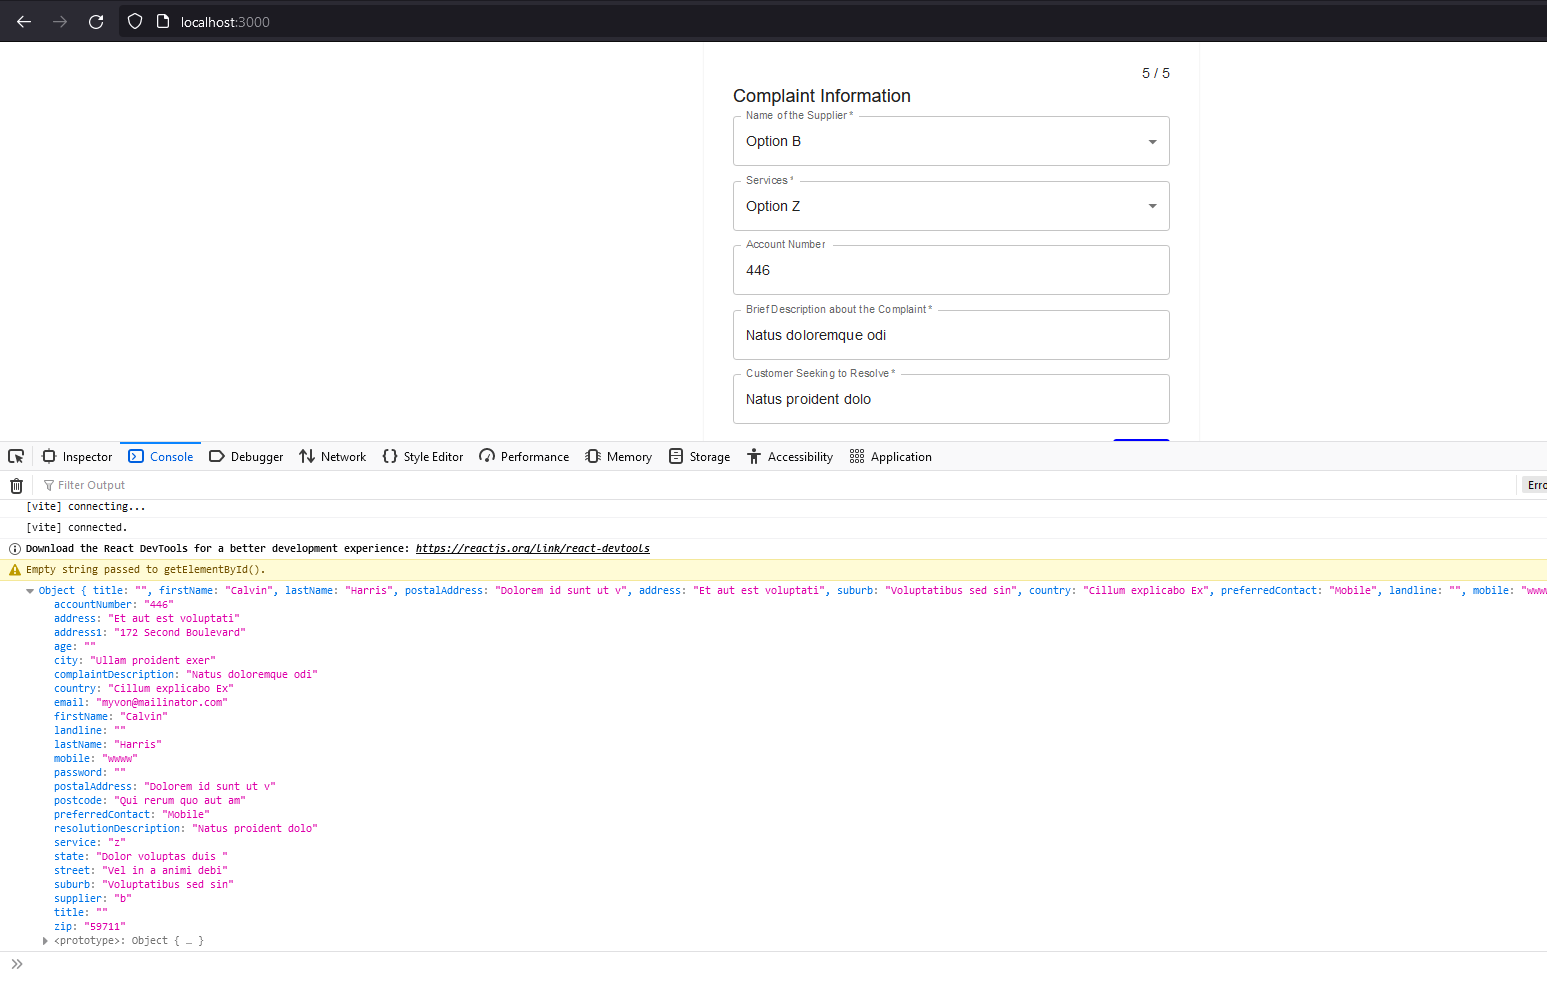 localhost:3000
5 / 5
Complaint Information
Name of the Supplier *
Option B
Services *
Option Z
Account Number
446
Brief Description about the Complaint *
Natus doloremque odi
Customer Seeking to Resolve *
Natus proident dolo
Inspector Console Debugger Network Style Editor Performance Memory Storage Accessibility Application
Filter Output Erro
[vite] connecting...
[vite] connected.
Download the React DevTools for a better development experience: https://reactjs.org/link/react-devtools
Empty string passed to getElementById().
Object { title: "", firstName: "Calvin", lastName: "Harris", postalAddress: "Dolorem id sunt ut v", address: "Et aut est voluptati", suburb: "Voluptatibus sed sin", country: "Cillum explicabo Ex", preferredContact: "Mobile", landline: "", mobile: "wwww
accountNumber: "446"
address: "Et aut est voluptati"
address1: "172 Second Boulevard"
age: ""
city: "Ullam proident exer"
complaintDescription: "Natus doloremque odi"
country: "Cillum explicabo Ex"
email: "myvon@mailinator.com"
firstName: "Calvin"
landline: ""
lastName: "Harris"
mobile: "wwww"
password: ""
postalAddress: "Dolorem id sunt ut v"
postcode: "Qui rerum quo aut am"
preferredContact: "Mobile"
resolutionDescription: "Natus proident dolo"
service: "z"
state: "Dolor voluptas duis "
street: "Vel in a animi debi"
suburb: "Voluptatibus sed sin"
supplier: "b"
title: ""
zip: "59711"
<prototype>: Object { … }